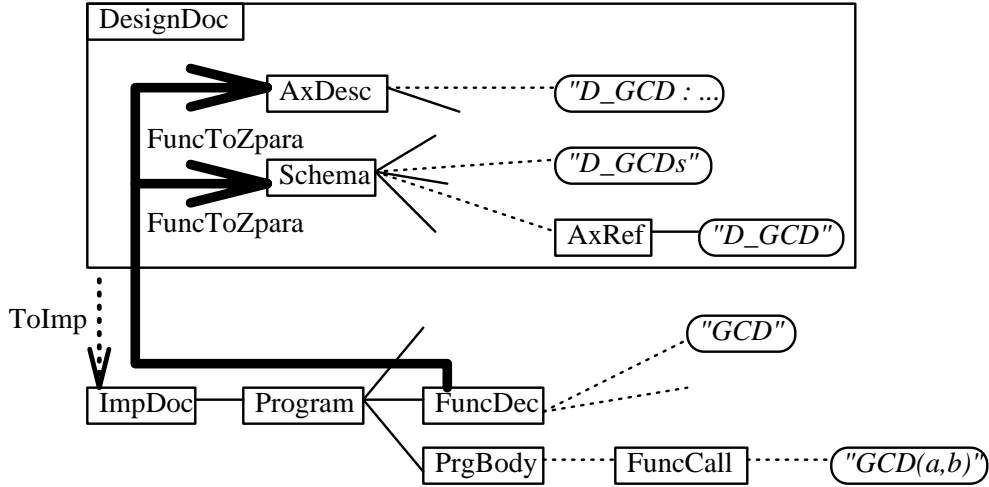 DesignDoc
AxDesc
"D_GCD : ...
FuncToZpara
Schema
"D_GCDs"
FuncToZpara
AxRef
"D_GCD"
ToImp
"GCD"
ImpDoc
Program
FuncDec
PrgBody
FuncCall
"GCD(a,b)"